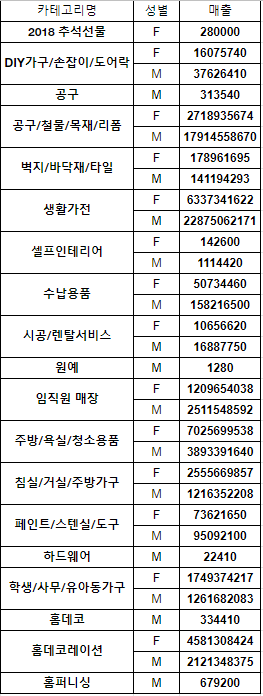 카테고리명 성별 매출
2018 추석선물 F 280000
DIY가구/손잡이/도어락 F 16075740
M 37626410
공구 M 313540
공구/철물/목재/리폼 F 2718935674
M 17914558670
벽지/바닥재/타일 F 178961695
M 141194293
생활가전 F 6337341622
M 22875062171
셀프인테리어 F 142600
M 1114420
수납용품 F 50734460
M 158216500
시공/렌탈서비스 F 10656620
M 16887750
원예 M 1280
임직원 매장 F 1209654038
M 2511548592
주방/욕실/청소용품 F 7025699538
M 3893391640
침실/거실/주방가구 F 2555669857
M 1216352208
페인트/스텐실/도구 F 73621650
M 95092100
하드웨어 M 22410
학생/사무/유아동가구 F 1749374217
M 1261682083
홈데코 M 334410
홈데코레이션 F 4581308424
M 2121348375
홈퍼니싱 M 679200